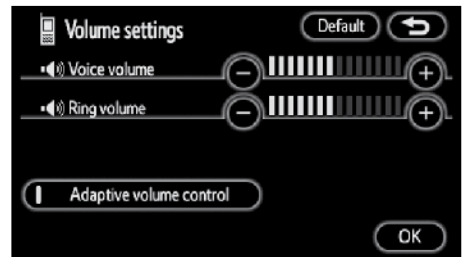 Volume settings
Default
Voice volume
− +
Ring volume
− +
Adaptive volume control
OK